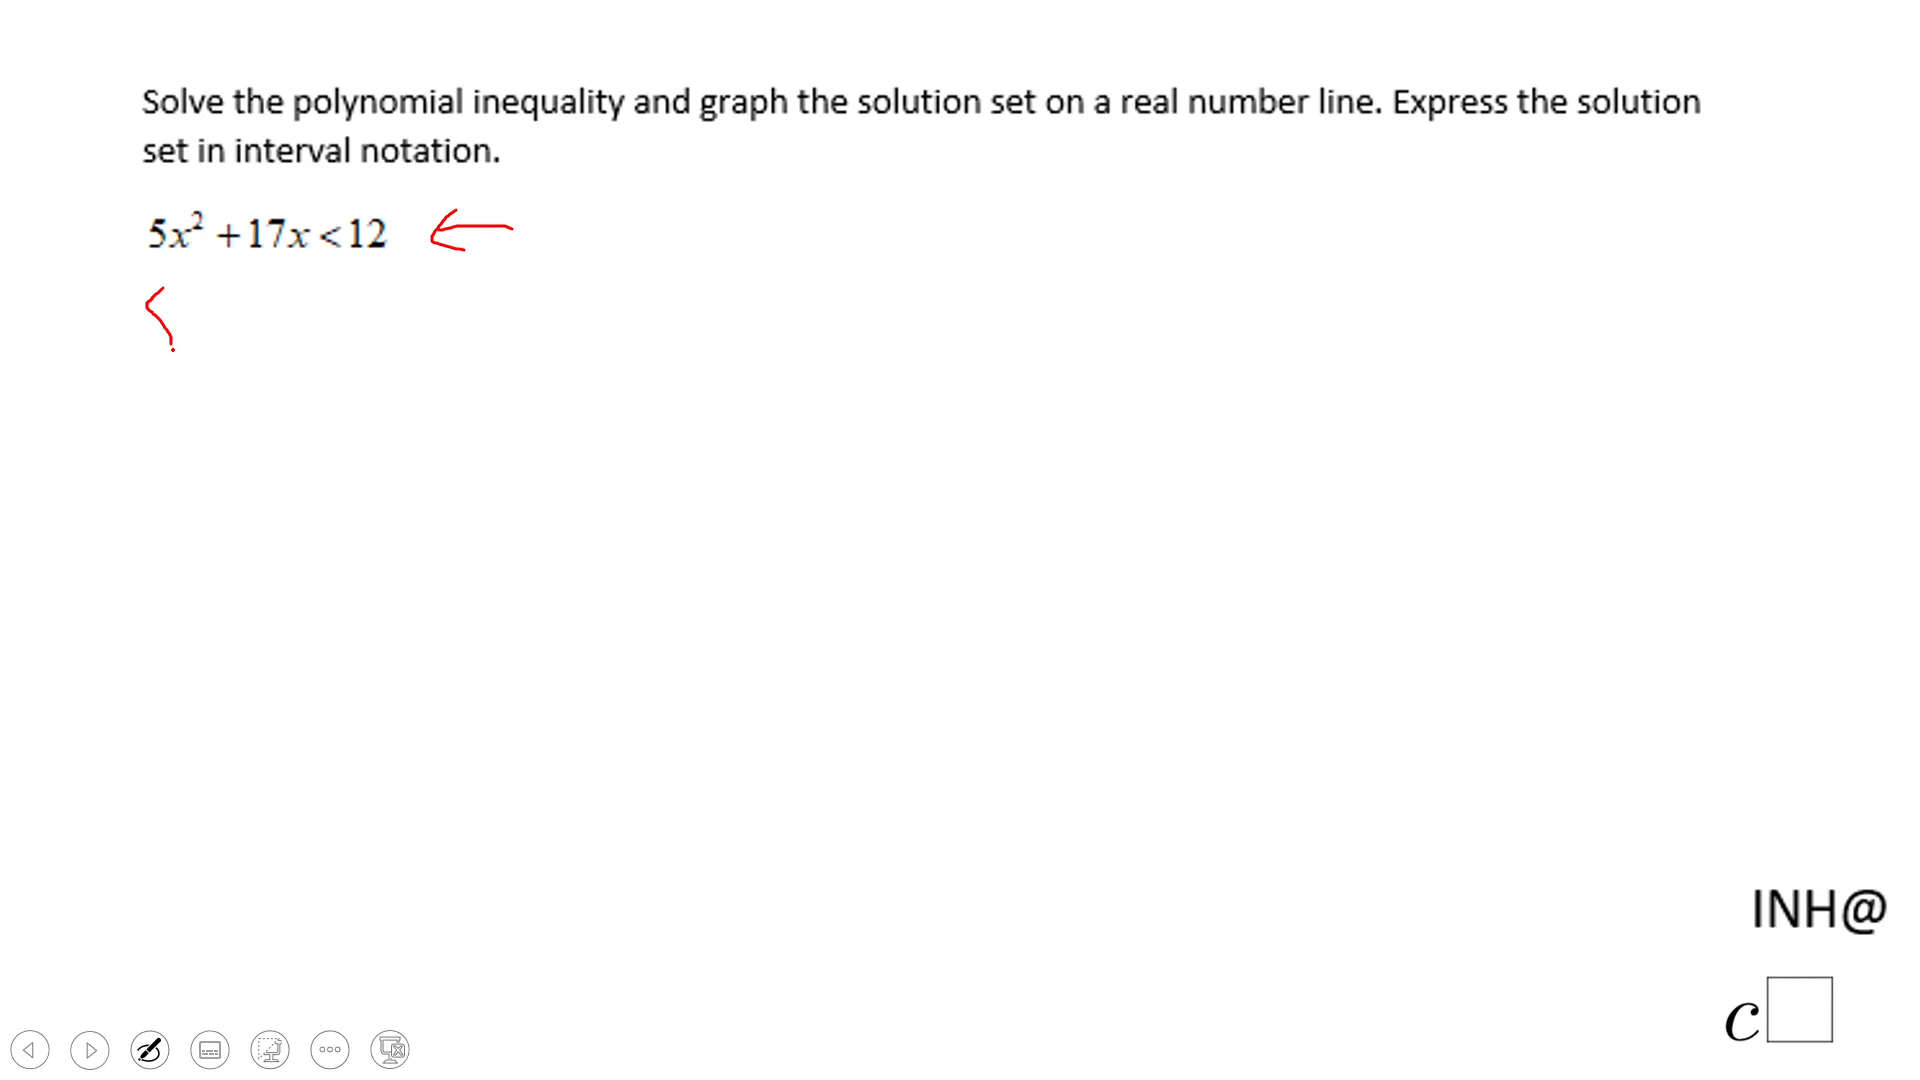 Solve the polynomial inequality and graph the solution set on a real number line. Express the solution
set in interval notation.
5x² + 17x < 12
INH@
c